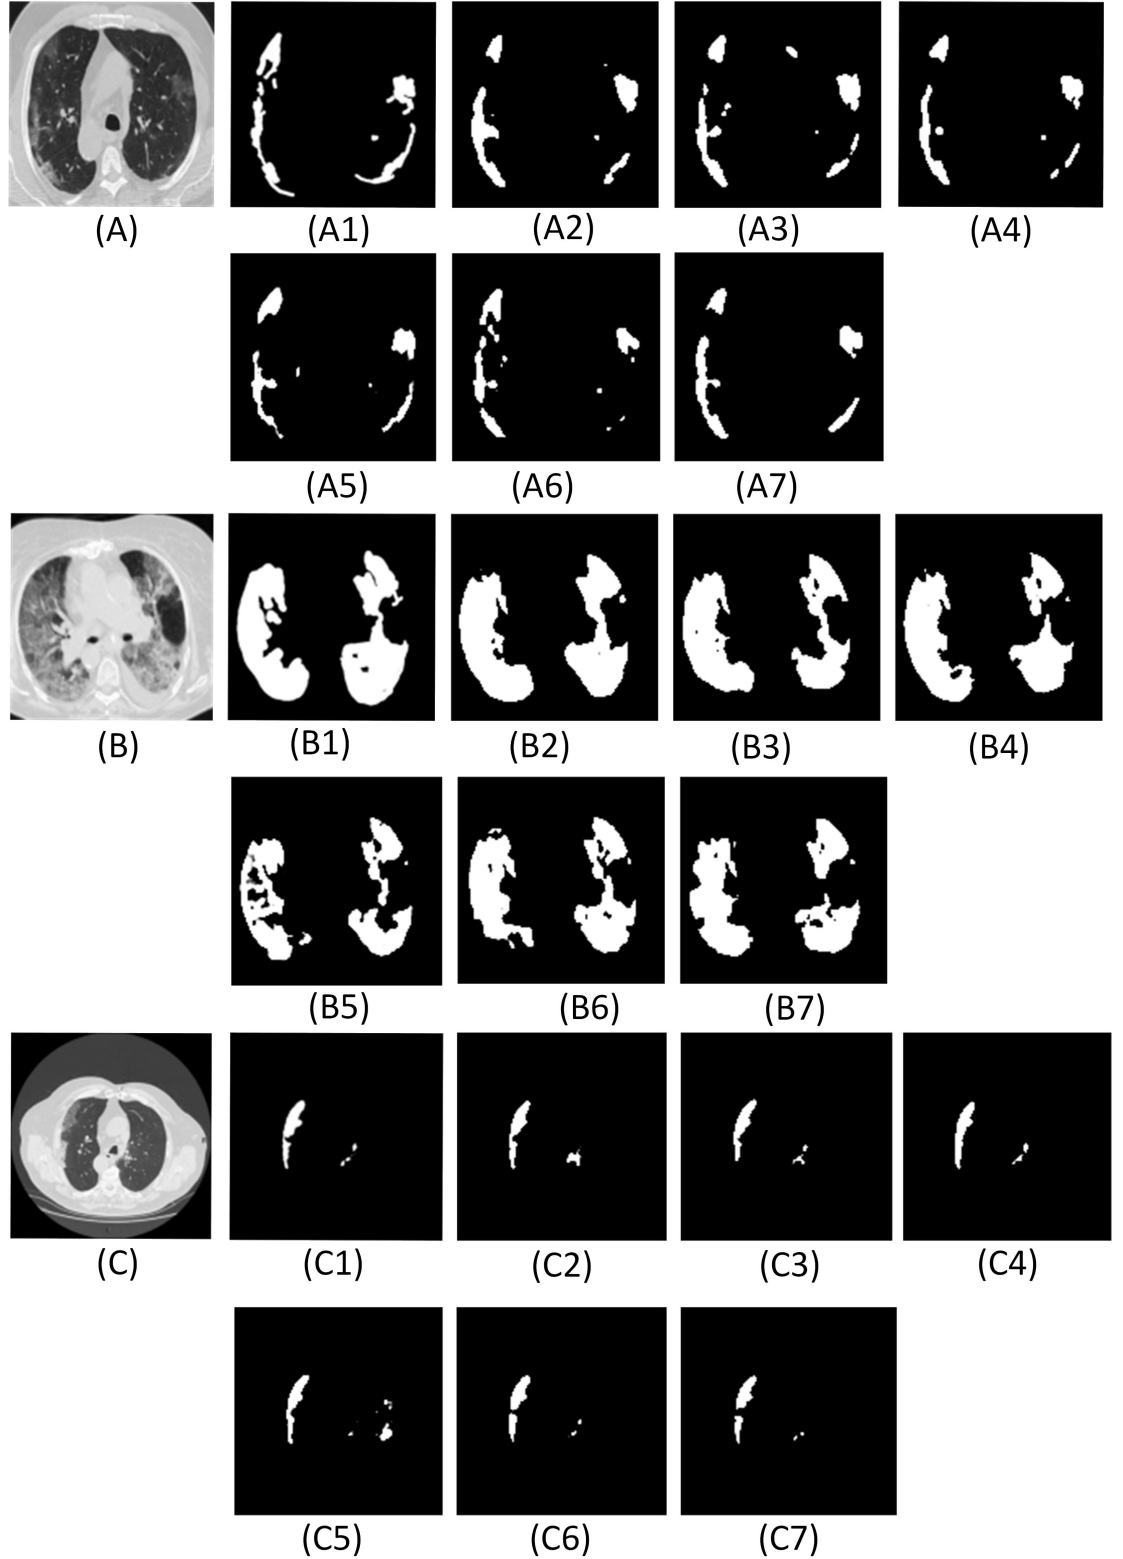 (A) (A1) (A2) (A3) (A4)
(A5) (A6) (A7)
(B) (B1) (B2) (B3) (B4)
(B5) (B6) (B7)
(C) (C1) (C2) (C3) (C4)
(C5) (C6) (C7)